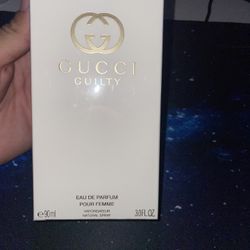 GUCCI
GUILTY
EAU DE PARFUM
POUR FEMME
VAPORISATEUR
NATURAL SPRAY
e 90ml
3.0 FL.OZ.